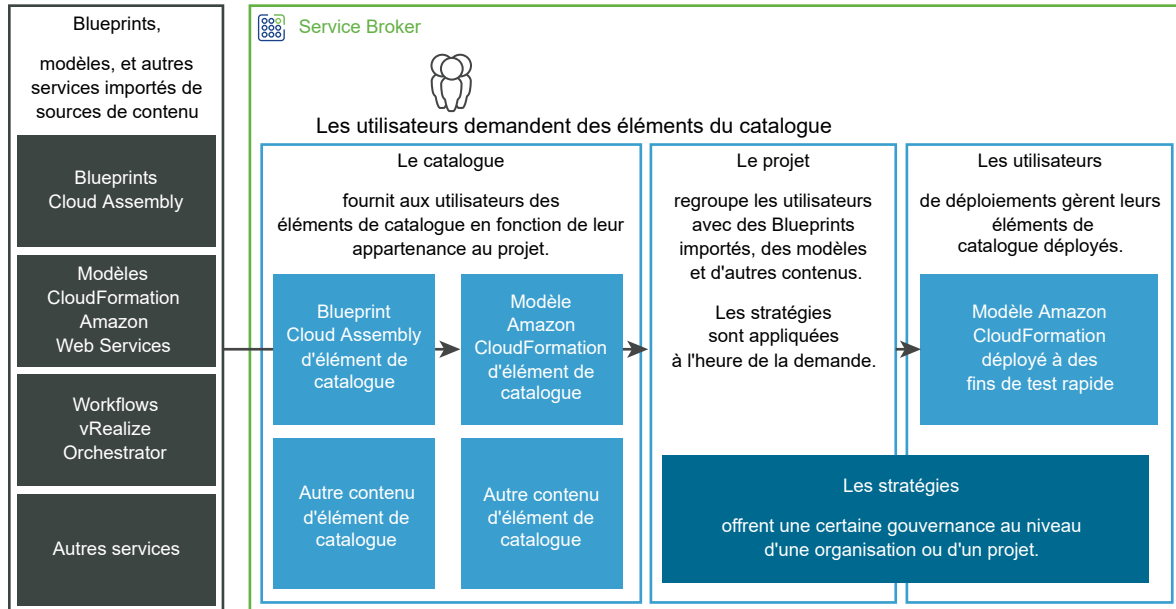 Blueprints,
modèles, et autres
services importés de
sources de contenu
Blueprints
Cloud Assembly
Modèles
CloudFormation
Amazon
Web Services
Workflows
vRealize
Orchestrator
Autres services
Service Broker
Les utilisateurs demandent des éléments du catalogue
Le catalogue
fournit aux utilisateurs des
éléments de catalogue en fonction de leur
appartenance au projet.
Blueprint
Cloud Assembly
d'élément de
catalogue
Modèle
Amazon
CloudFormation
d'élément de
catalogue
Autre contenu
d'élément de
catalogue
Autre contenu
d'élément de
catalogue
Le projet
regroupe les utilisateurs
avec des Blueprints
importés, des modèles
et d'autres contenus.
Les stratégies
sont appliquées
à l'heure de la demande.
Les utilisateurs
de déploiements gèrent leurs
éléments de
catalogue déployés.
Modèle Amazon
CloudFormation
déployé à des
fins de test rapide
Les stratégies
offrent une certaine gouvernance au niveau
d'une organisation ou d'un projet.